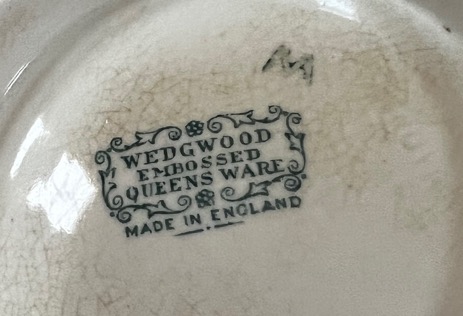 WEDGWOOD
EMBOSSED
QUEENS WARE
MADE IN ENGLAND